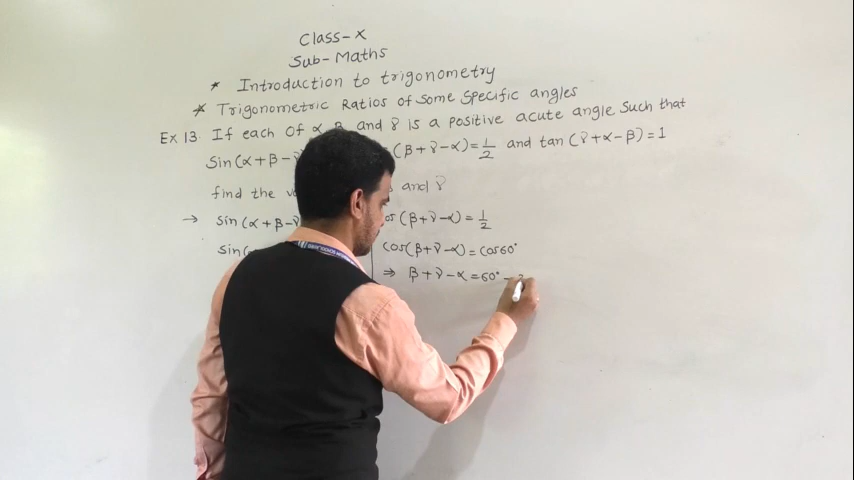 Class-X
Sub-Maths
* Introduction to trigonometry
* Trigonometric Ratios of Some Specific angles
Ex 13. If each of α β and γ is a positive acute angle such that
Sin(α+β-γ (β+γ-α)=1/2 and tan(γ+α-β)=1
find the and γ
→ Sin(α+β-γ (β+γ-α)=1/2
Sin( cos(β+γ-α)=cos60°
⇒ β+γ-α=60° -